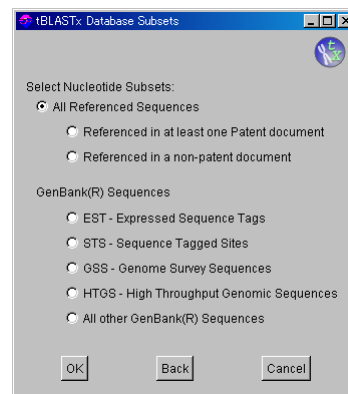 tBLASTx Database Subsets
tx
Select Nucleotide Subsets:
All Referenced Sequences
Referenced in at least one Patent document
Referenced in a non-patent document
GenBank(R) Sequences
EST - Expressed Sequence Tags
STS - Sequence Tagged Sites
GSS - Genome Survey Sequences
HTGS - High Throughput Genomic Sequences
All other GenBank(R) Sequences
OK Back Cancel